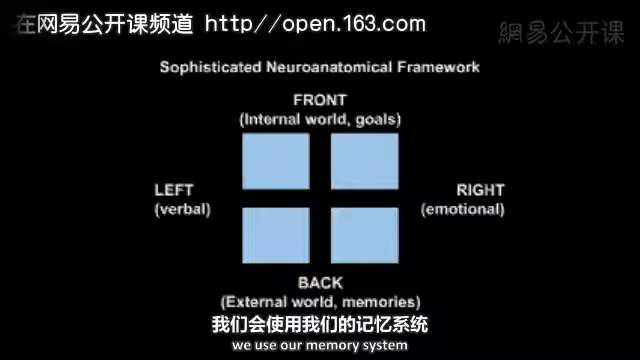 在网易公开课频道 http//open.163.com
網易公开课
Sophisticated Neuroanatomical Framework
FRONT
(Internal world, goals)
LEFT
(verbal)
RIGHT
(emotional)
BACK
(External world, memories)
我们会使用我们的记忆系统
we use our memory system